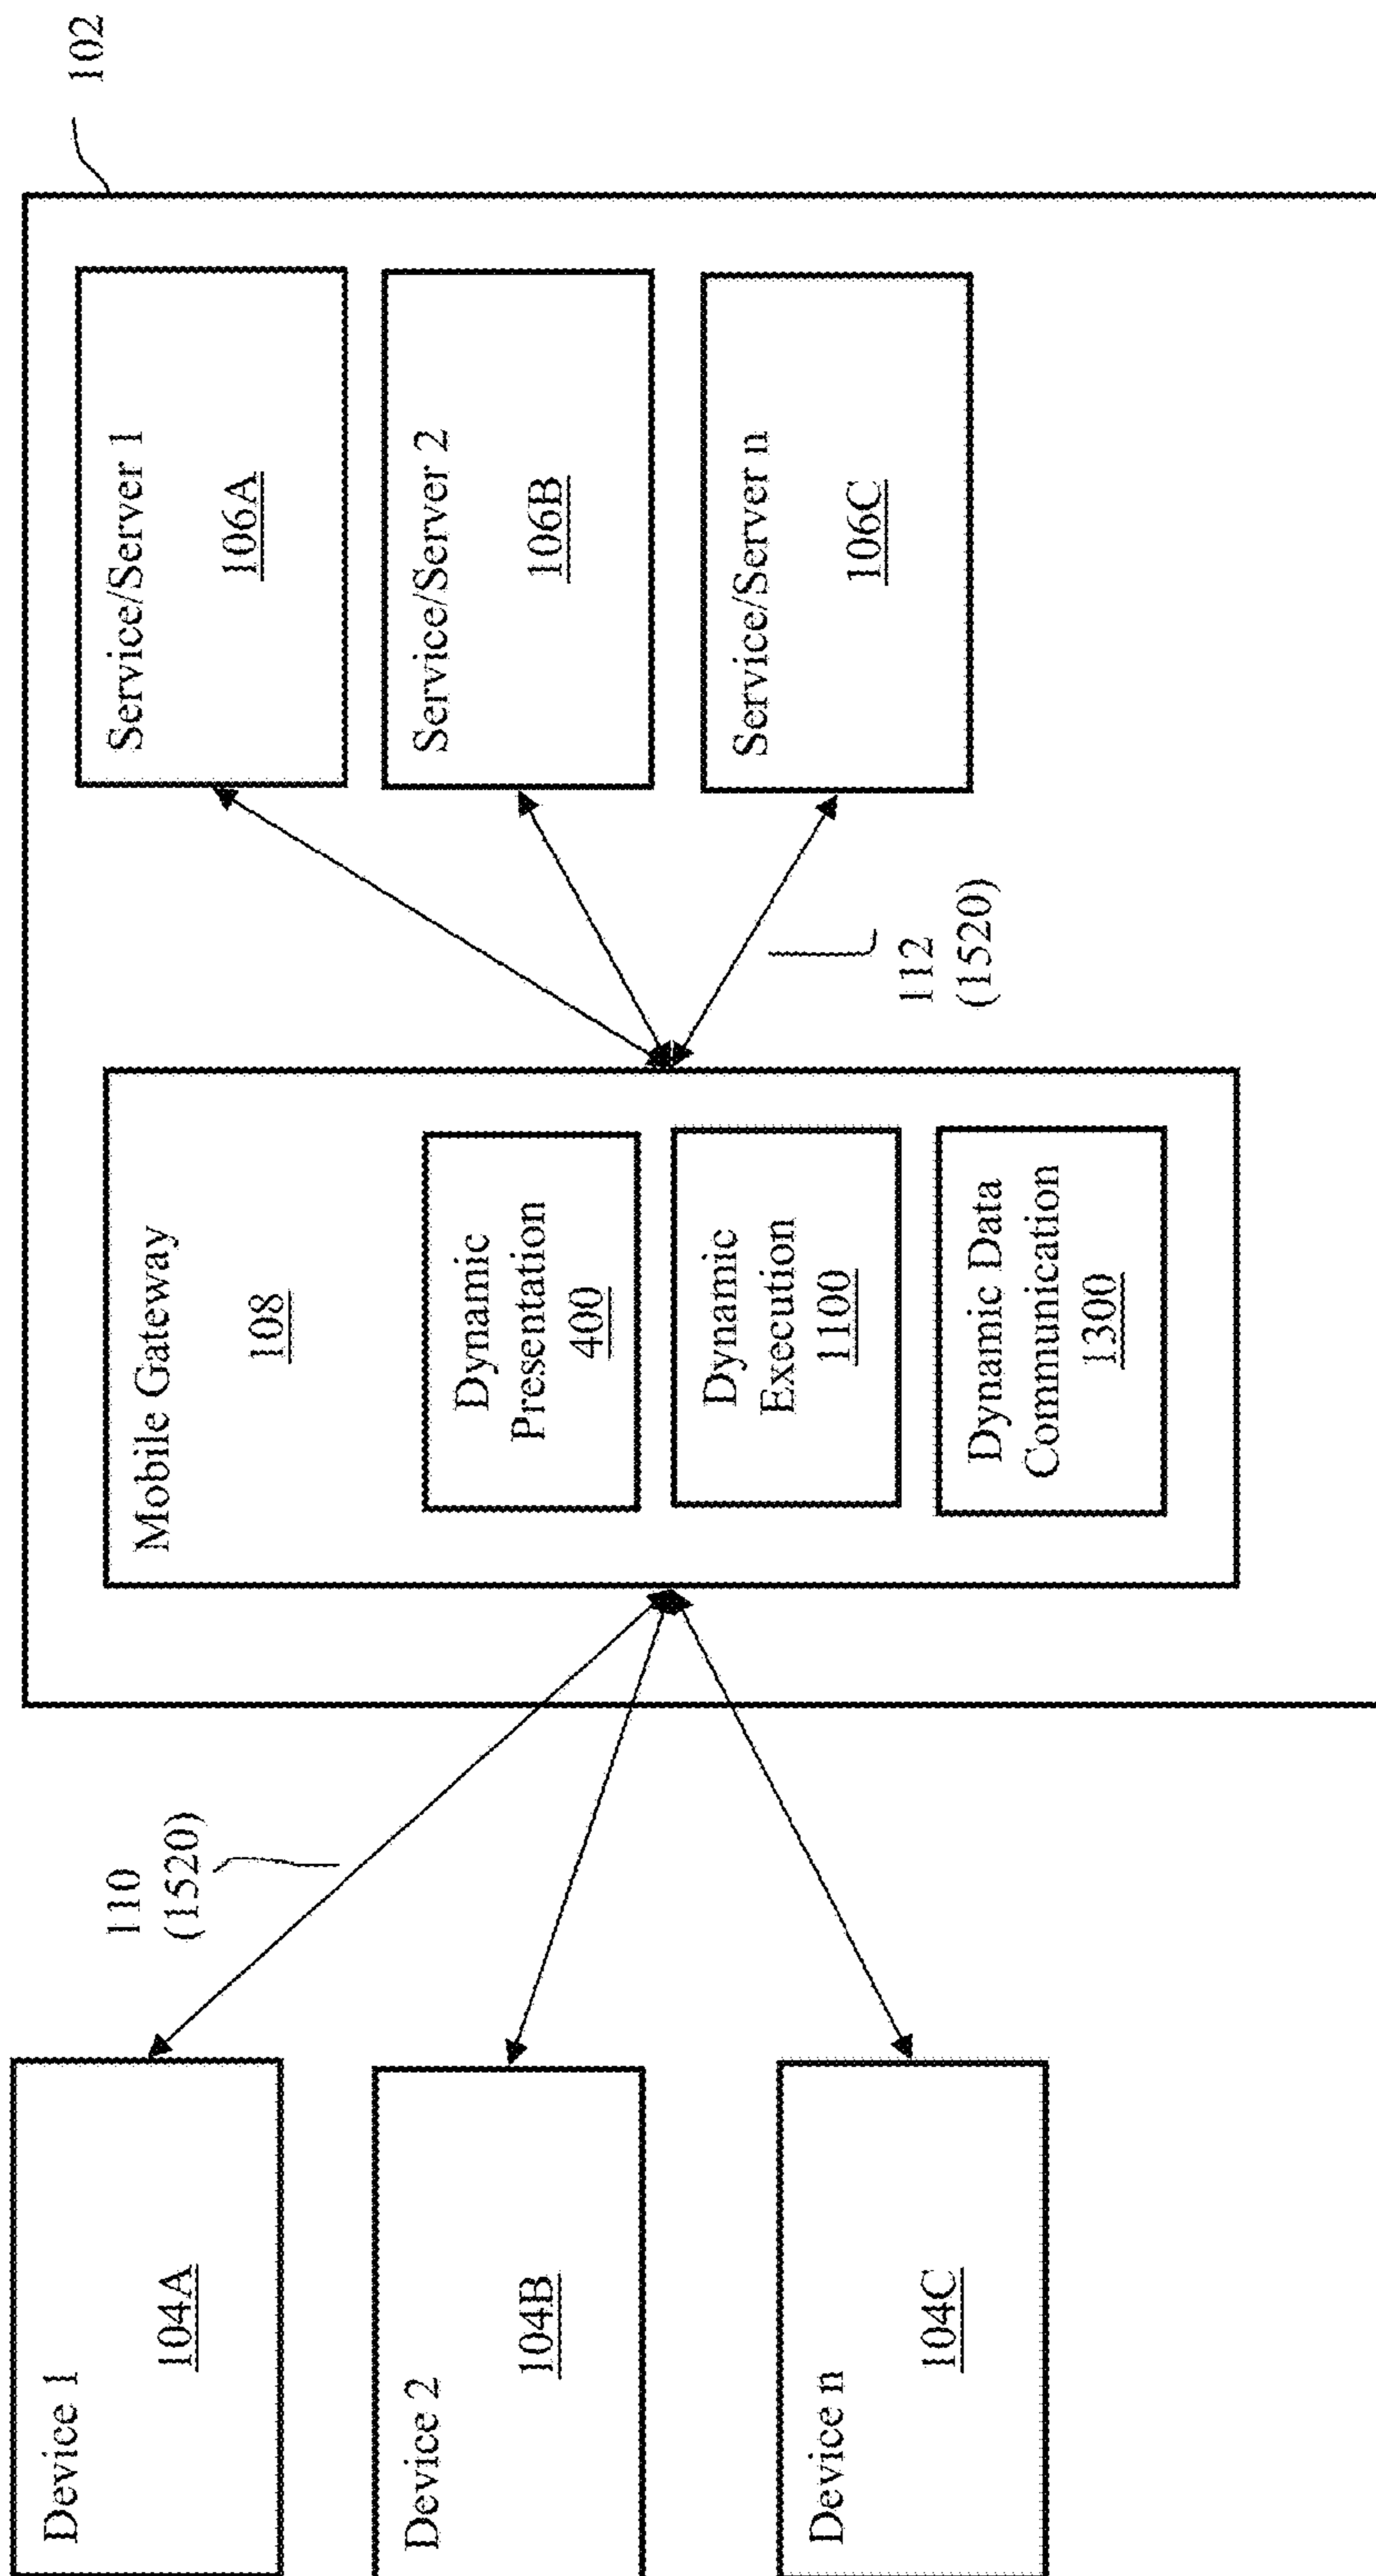 102
Device 1
104A
Device 2
104B
Device n
104C
110
(1520)
Mobile Gateway
108
Dynamic
Presentation
400
Dynamic
Execution
1100
Dynamic Data
Communication
1300
112
(1520)
Service/Server 1
106A
Service/Server 2
106B
Service/Server n
106C